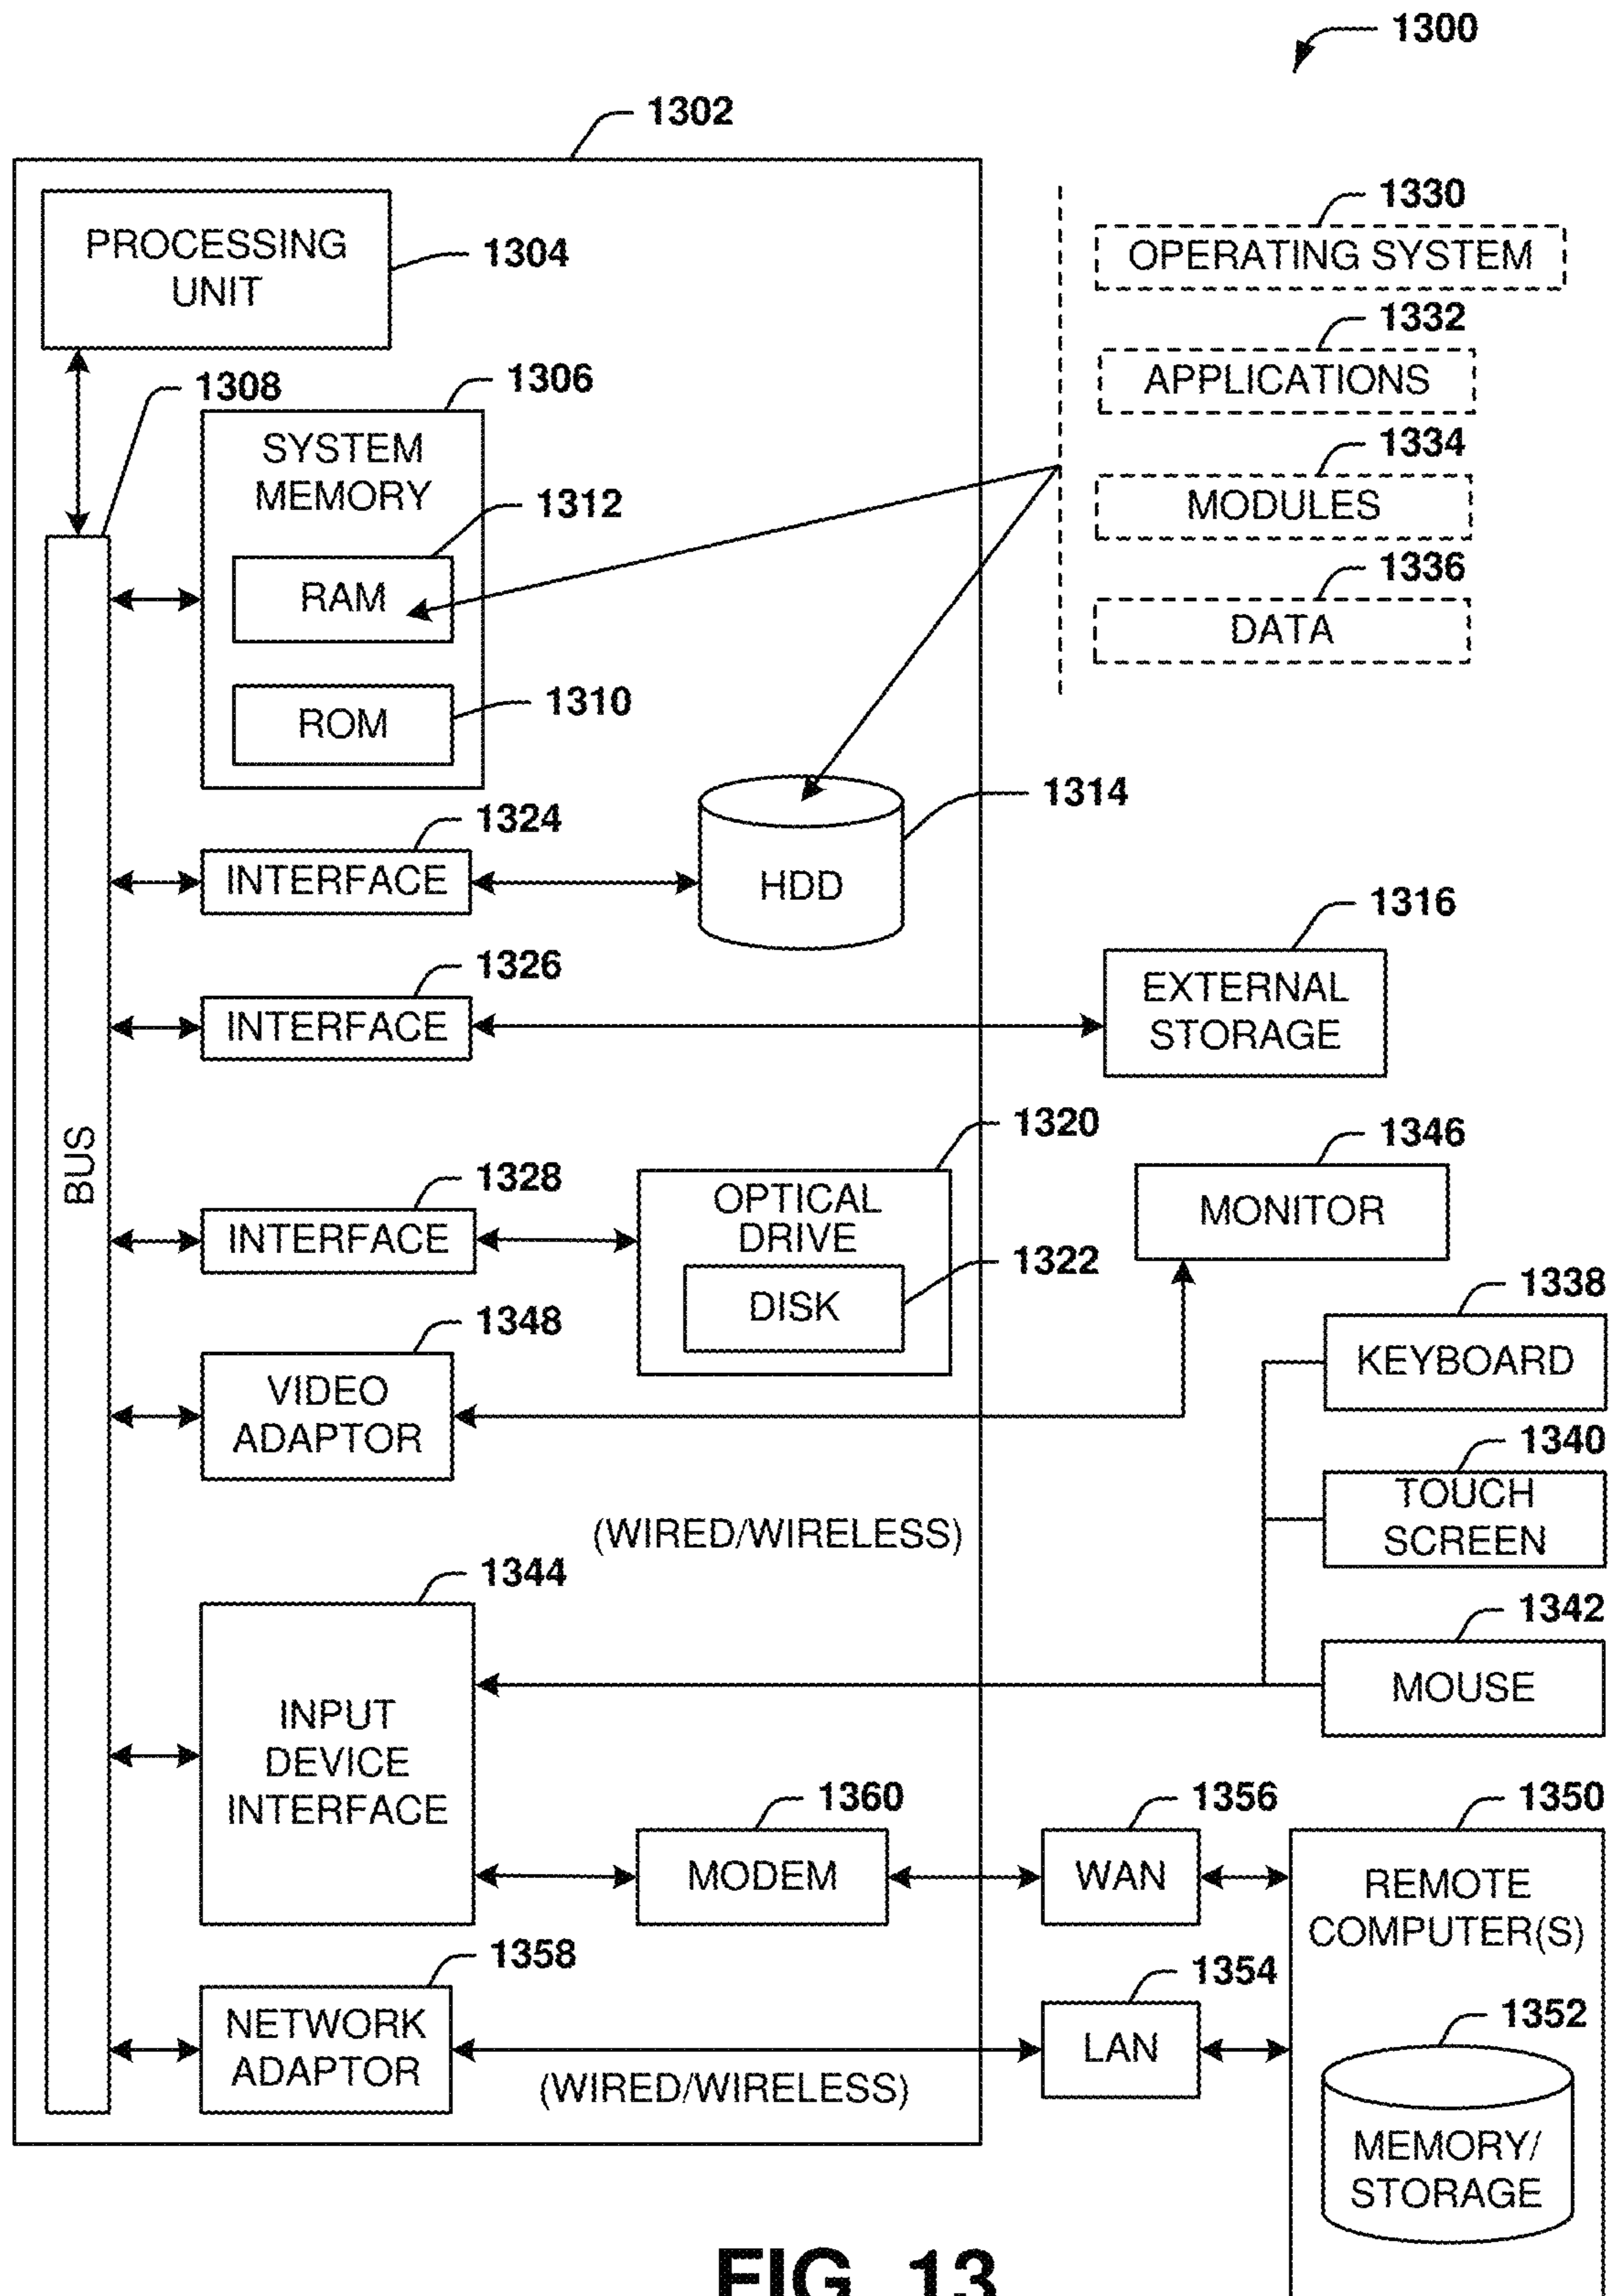 1300
1302
PROCESSING
UNIT
1304
1330
OPERATING SYSTEM
1332
APPLICATIONS
1334
MODULES
1336
DATA
1308
1306
SYSTEM
MEMORY
1312
RAM
1310
ROM
1324
INTERFACE
1314
HDD
1326
INTERFACE
1316
EXTERNAL
STORAGE
BUS
1328
INTERFACE
1320
OPTICAL
DRIVE
1322
DISK
1346
MONITOR
1348
VIDEO
ADAPTOR
1338
KEYBOARD
1340
TOUCH
SCREEN
(WIRED/WIRELESS)
1344
INPUT
DEVICE
INTERFACE
1342
MOUSE
1360
MODEM
1356
WAN
1350
REMOTE
COMPUTER(S)
1358
NETWORK
ADAPTOR
(WIRED/WIRELESS)
1354
LAN
1352
MEMORY/
STORAGE
FIG. 13